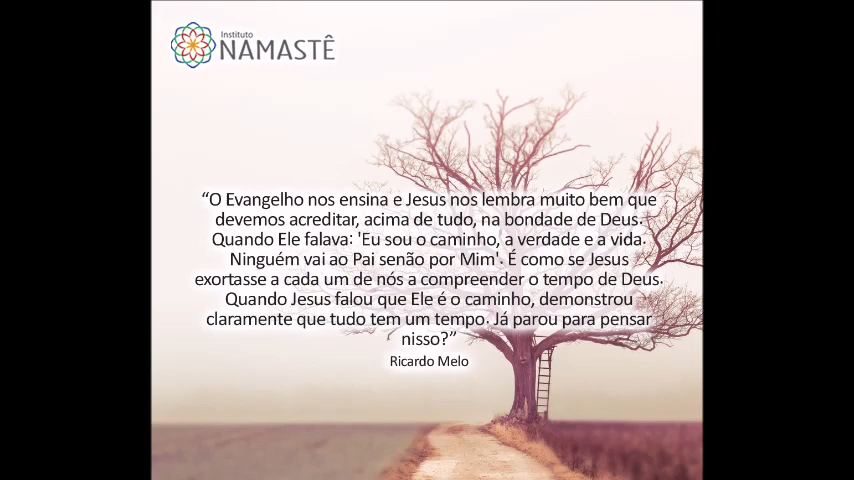 Instituto
NAMASTÊ
“O Evangelho nos ensina e Jesus nos lembra muito bem que
devemos acreditar, acima de tudo, na bondade de Deus.
Quando Ele falava: 'Eu sou o caminho, a verdade e a vida.
Ninguém vai ao Pai senão por Mim'. É como se Jesus
exortasse a cada um de nós a compreender o tempo de Deus.
Quando Jesus falou que Ele é o caminho, demonstrou
claramente que tudo tem um tempo. Já parou para pensar
nisso?”
Ricardo Melo